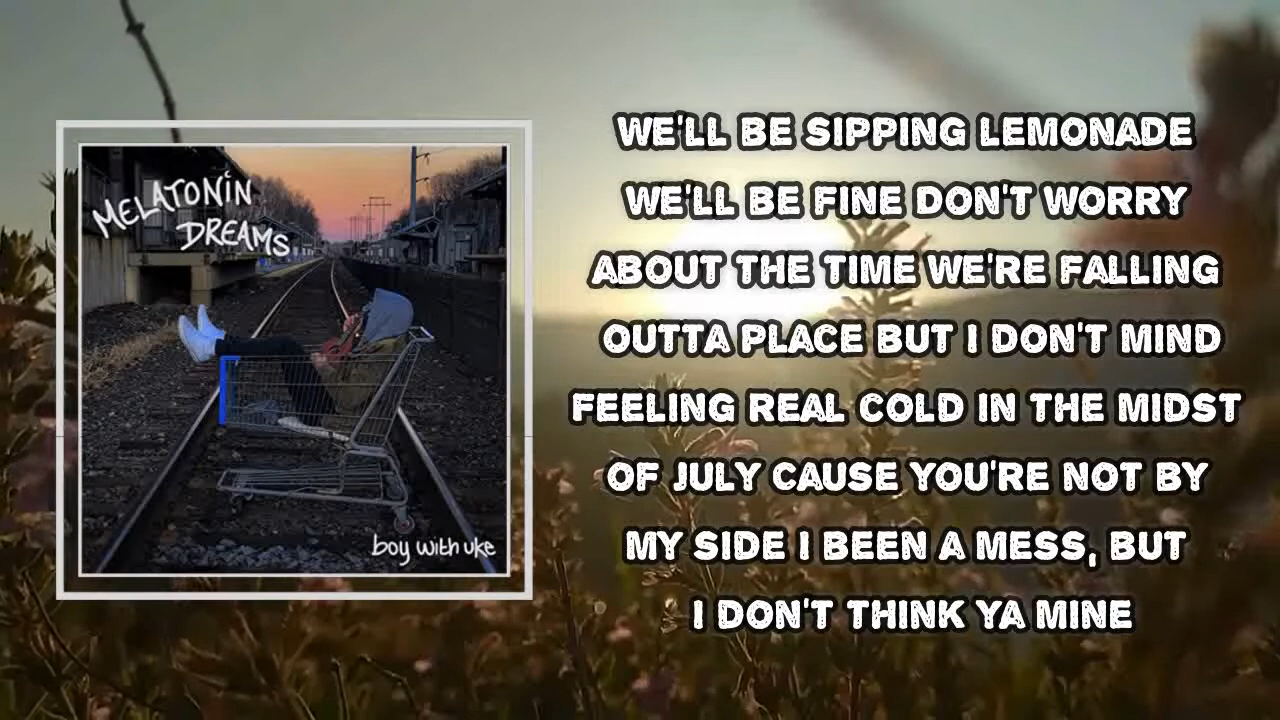 MELATONIN
DREAMS
boy with uke
WE'LL BE SIPPING LEMONADE
WE'LL BE FINE DON'T WORRY
ABOUT THE TIME WE'RE FALLING
OUTTA PLACE BUT I DON'T MIND
FEELING REAL COLD IN THE MIDST
OF JULY CAUSE YOU'RE NOT BY
MY SIDE I BEEN A MESS, BUT
I DON'T THINK YA MINE